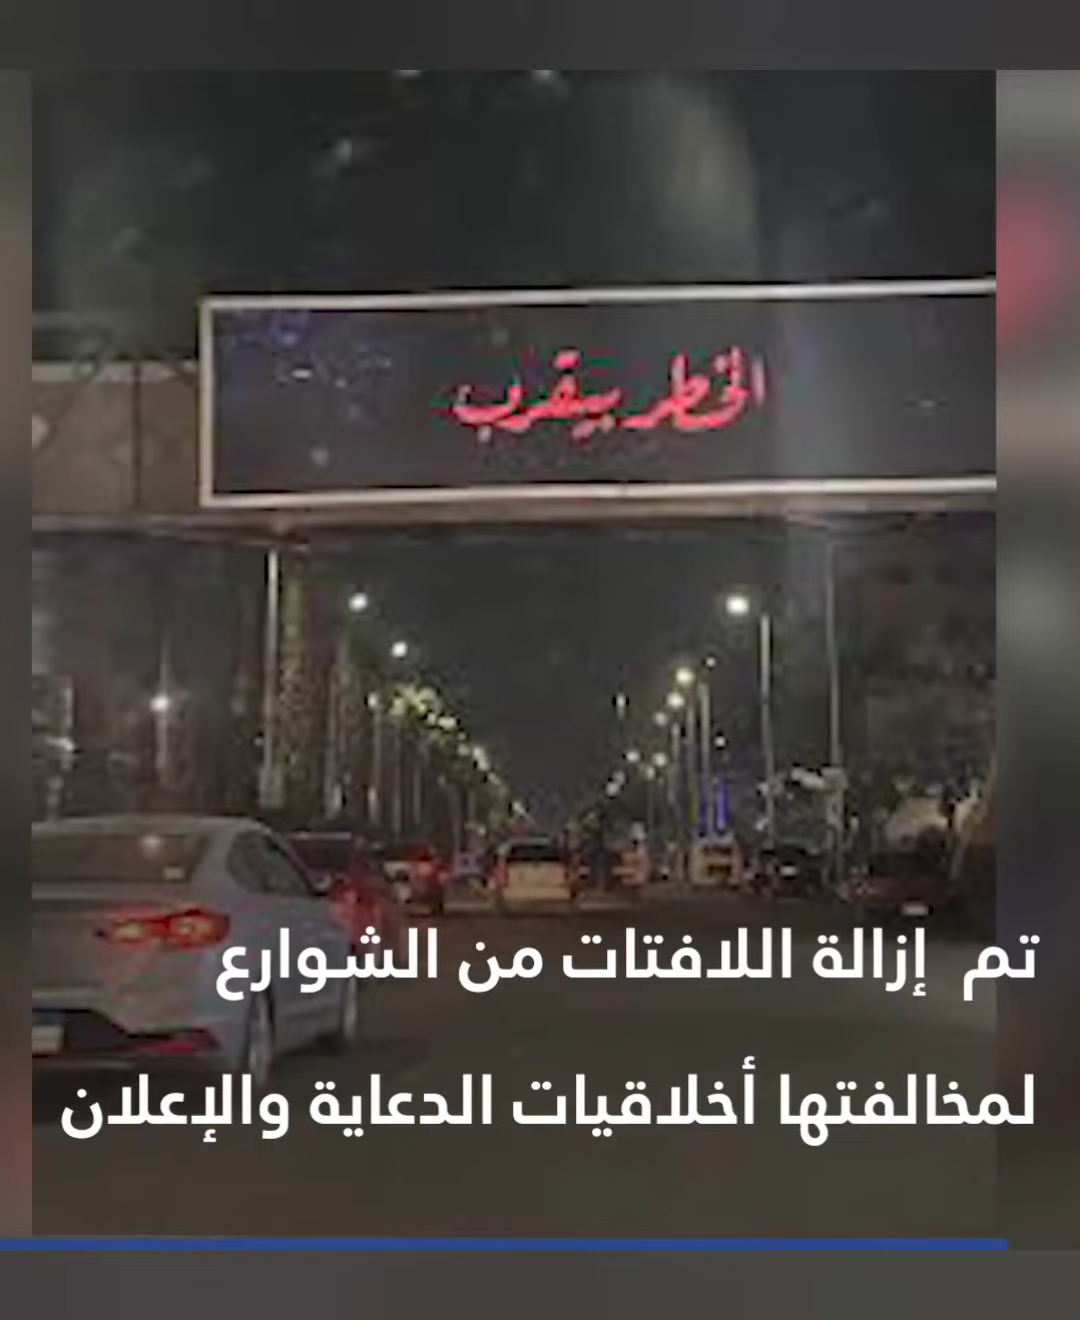 الخطر بيقرب
تم إزالة اللافتات من الشوارع
لمخالفتها أخلاقيات الدعاية والإعلان